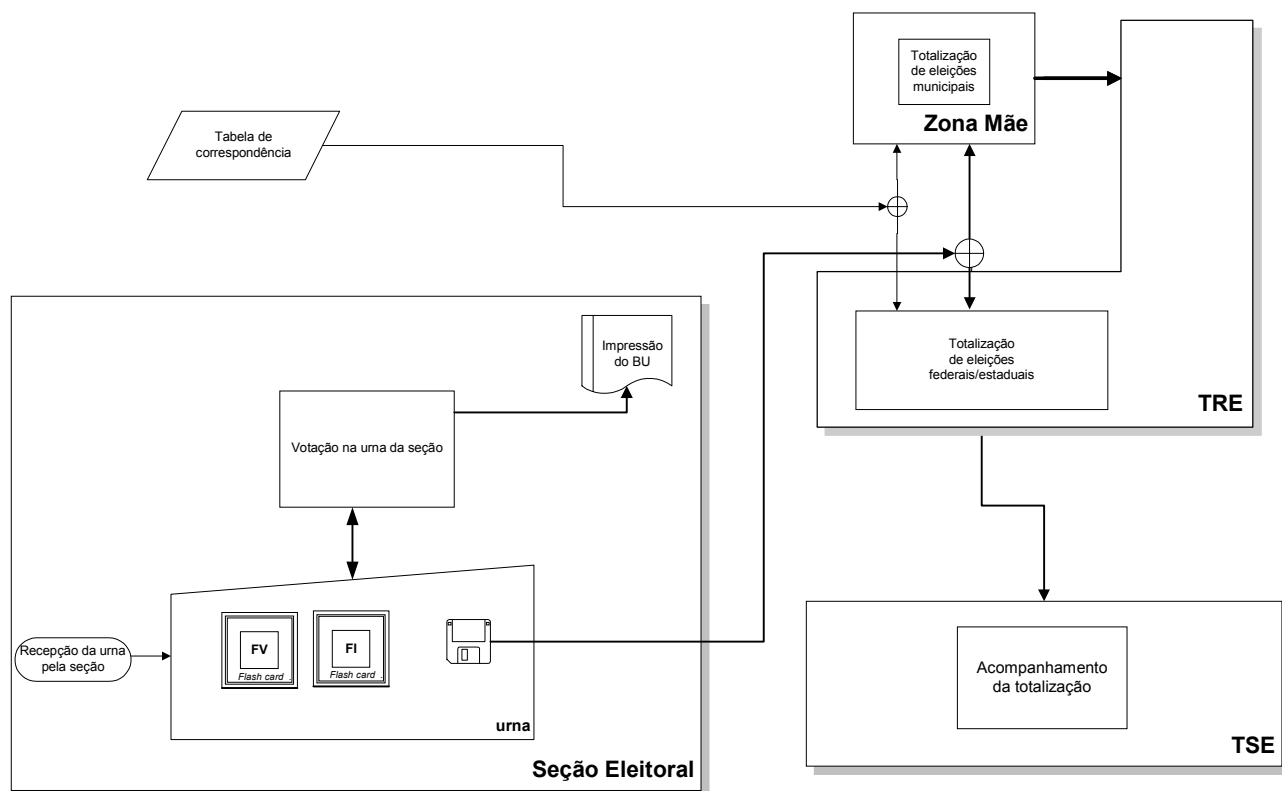 Totalização
de eleições
municipais
Zona Mãe
Tabela de
correspondência
Impressão
do BU
Totalização
de eleições
federais/estaduais
TRE
Votação na urna da seção
Recepção da urna
pela seção
FV
Flash card .
FI
Flash card .
urna
Seção Eleitoral
Acompanhamento
da totalização
TSE